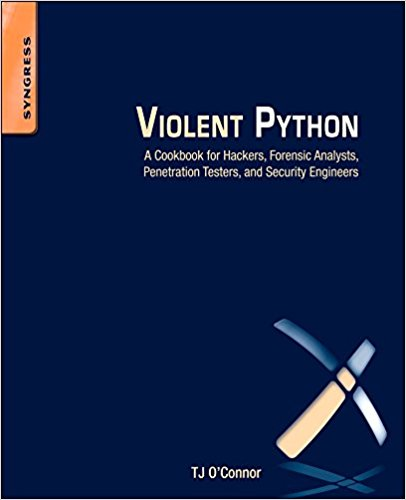 SYNGRESS
VIOLENT PYTHON
A Cookbook for Hackers, Forensic Analysts,
Penetration Testers, and Security Engineers
TJ O'Connor